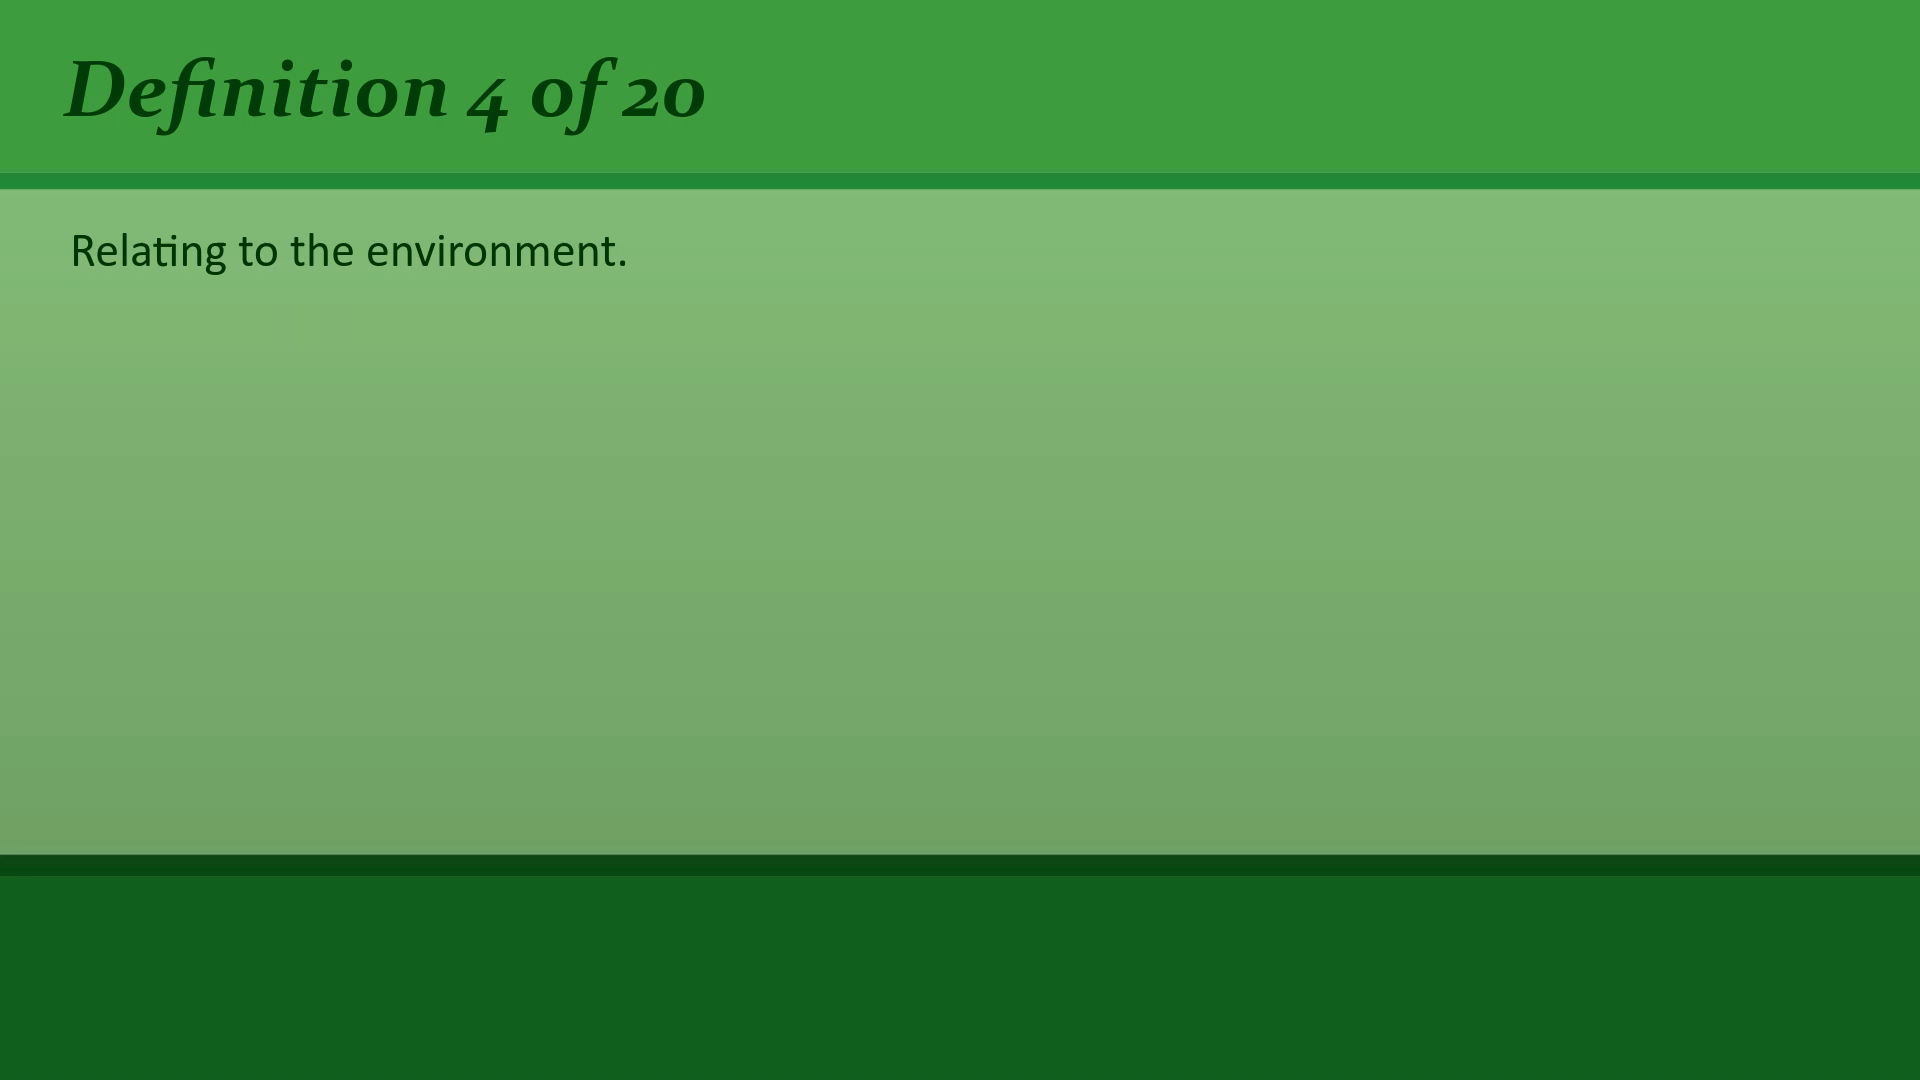 Definition 4 of 20
Relating to the environment.